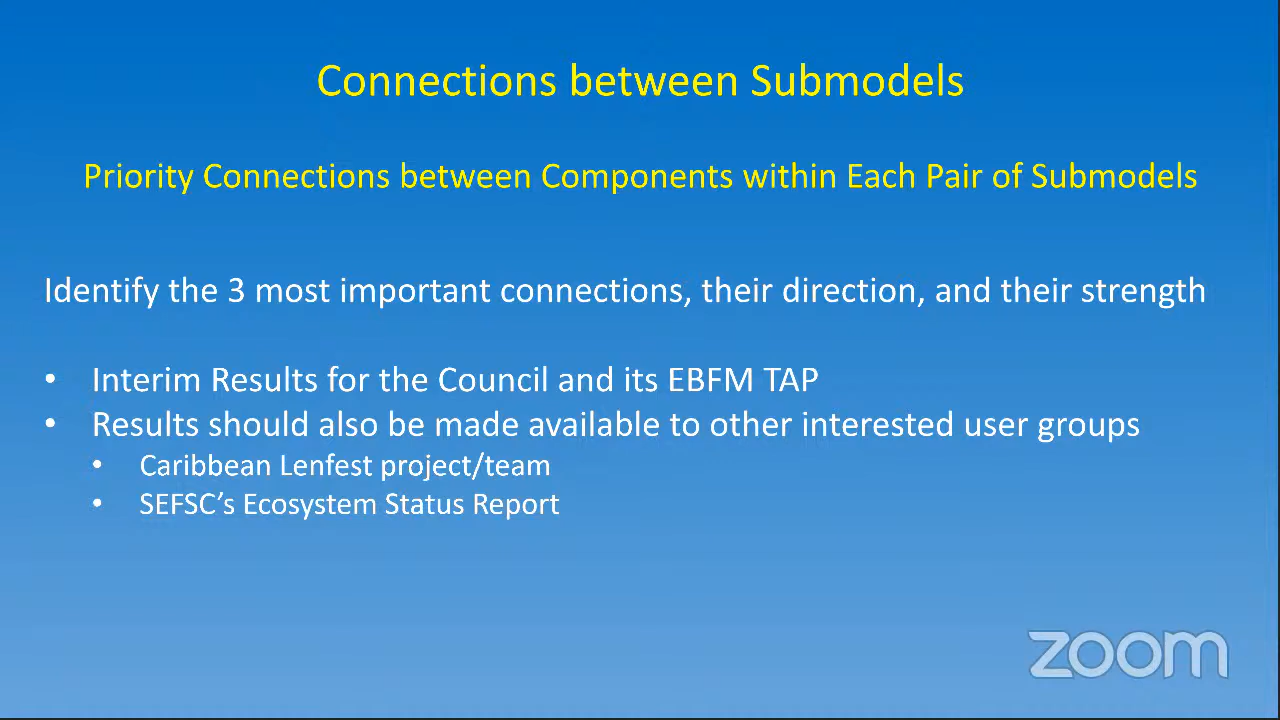 Connections between Submodels
Priority Connections between Components within Each Pair of Submodels
Identify the 3 most important connections, their direction, and their strength
• Interim Results for the Council and its EBFM TAP
• Results should also be made available to other interested user groups
• Caribbean Lenfest project/team
• SEFSC’s Ecosystem Status Report
zoom